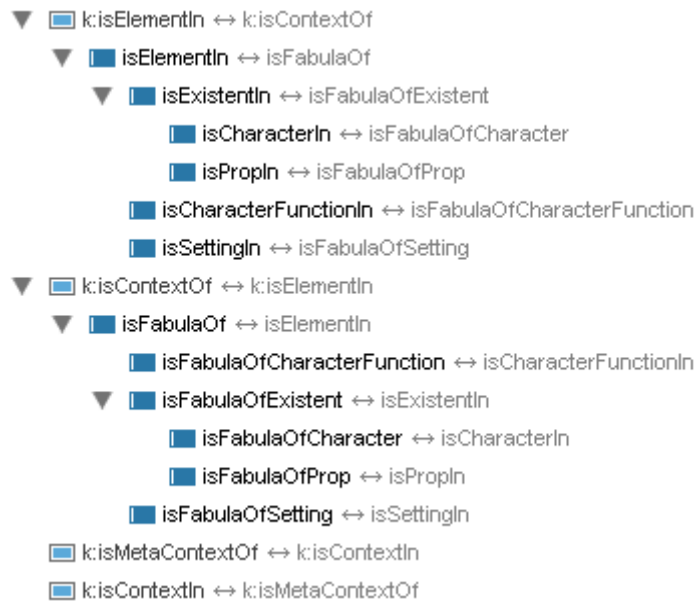 k:isElementIn ↔ k:isContextOf
isElementIn ↔ isFabulaOf
isExistentIn ↔ isFabulaOfExistent
isCharacterIn ↔ isFabulaOfCharacter
isPropIn ↔ isFabulaOfProp
isCharacterFunctionIn ↔ isFabulaOfCharacterFunction
isSettingIn ↔ isFabulaOfSetting
k:isContextOf ↔ k:isElementIn
isFabulaOf ↔ isElementIn
isFabulaOfCharacterFunction ↔ isCharacterFunctionIn
isFabulaOfExistent ↔ isExistentIn
isFabulaOfCharacter ↔ isCharacterIn
isFabulaOfProp ↔ isPropIn
isFabulaOfSetting ↔ isSettingIn
k:isMetaContextOf ↔ k:isContextIn
k:isContextIn ↔ k:isMetaContextOf